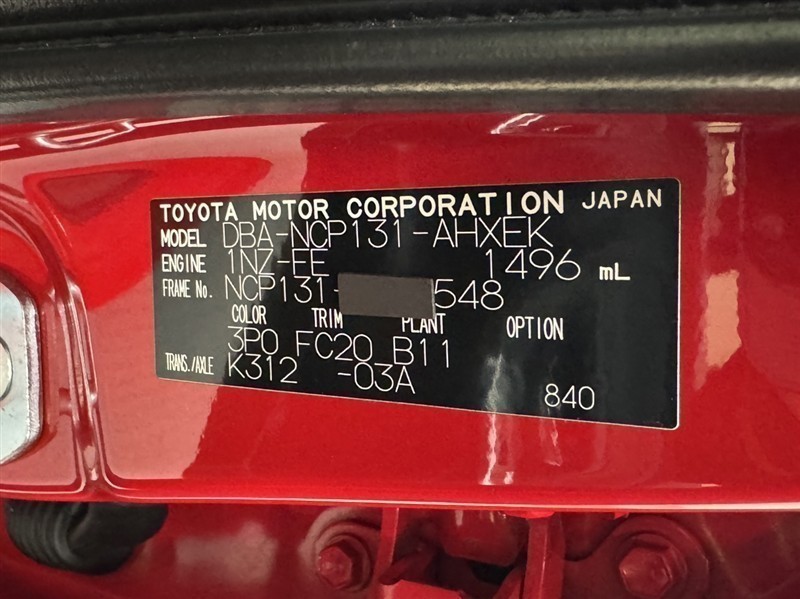 TOYOTA MOTOR CORPORATION JAPAN
MODEL DBA-NCP131-AHXEK
ENGINE 1NZ-FE 1496 mL
FRAME No. NCP131- 548
COLOR TRIM PLANT OPTION
3P0 FC20 B11
TRANS./AXLE K312 -03A
840